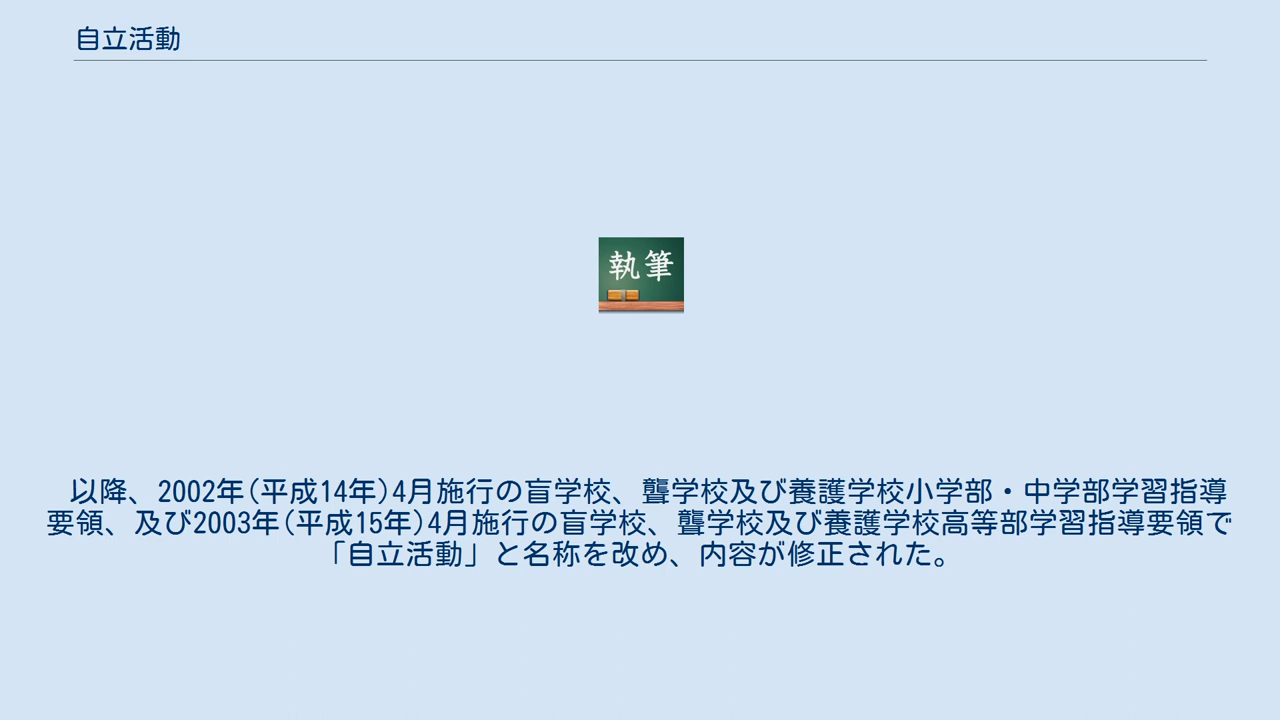 自立活動
執筆
以降、2002年(平成14年)4月施行の盲学校、聾学校及び養護学校小学部・中学部学習指導
要領、及び2003年(平成15年)4月施行の盲学校、聾学校及び養護学校高等部学習指導要領で
「自立活動」と名称を改め、内容が修正された。